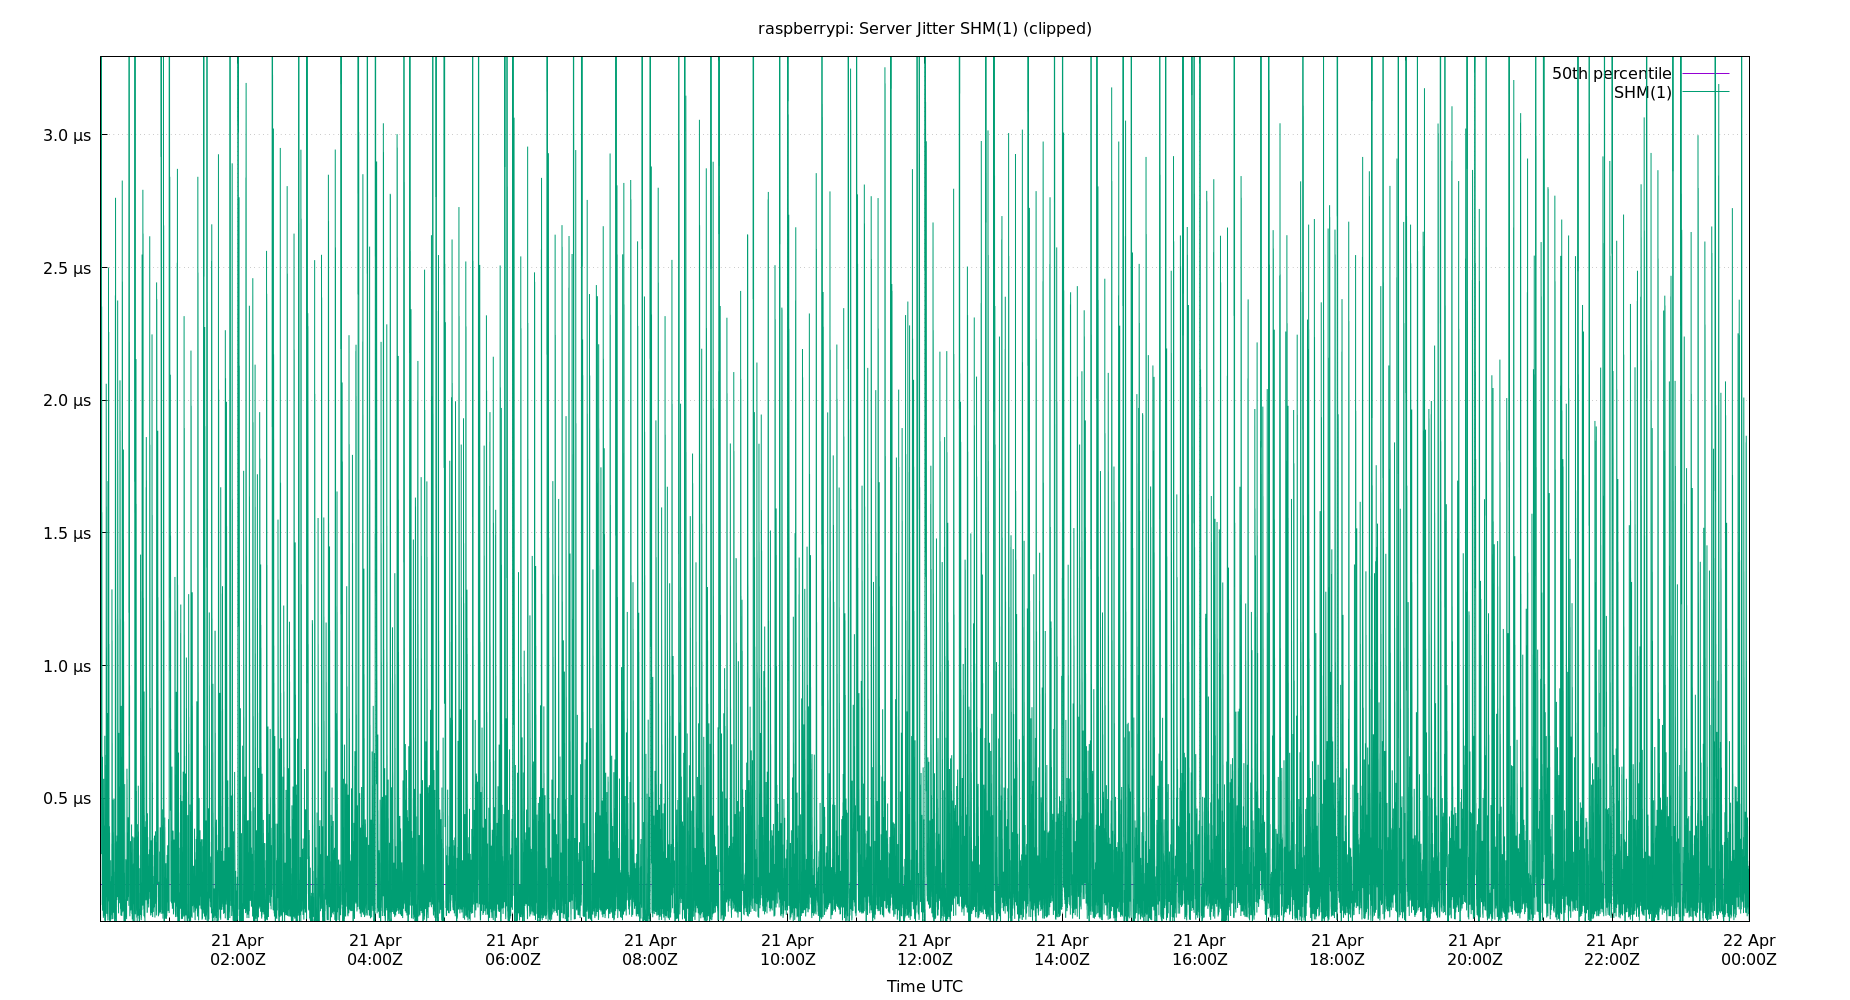 raspberrypi: Server Jitter SHM(1) (clipped)
50th percentile
SHM(1)
3.0 µs
2.5 µs
2.0 µs
1.5 µs
1.0 µs
0.5 µs
21 Apr 21 Apr 21 Apr 21 Apr 21 Apr 21 Apr 21 Apr 21 Apr 21 Apr 21 Apr 21 Apr 22 Apr
02:00Z 04:00Z 06:00Z 08:00Z 10:00Z 12:00Z 14:00Z 16:00Z 18:00Z 20:00Z 22:00Z 00:00Z
Time UTC